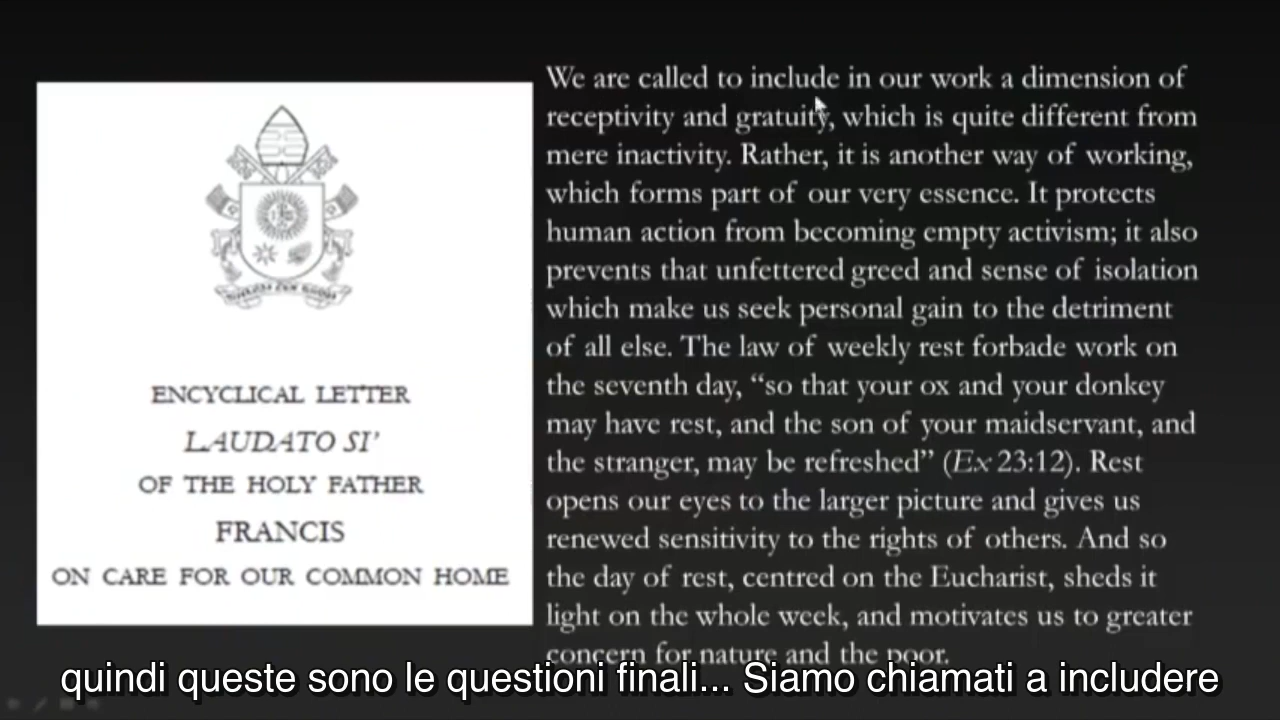 ENCYCLICAL LETTER
LAUDATO SI'
OF THE HOLY FATHER
FRANCIS
ON CARE FOR OUR COMMON HOME
We are called to include in our work a dimension of
receptivity and gratuity, which is quite different from
mere inactivity. Rather, it is another way of working,
which forms part of our very essence. It protects
human action from becoming empty activism; it also
prevents that unfettered greed and sense of isolation
which make us seek personal gain to the detriment
of all else. The law of weekly rest forbade work on
the seventh day, “so that your ox and your donkey
may have rest, and the son of your maidservant, and
the stranger, may be refreshed” (Ex 23:12). Rest
opens our eyes to the larger picture and gives us
renewed sensitivity to the rights of others. And so
the day of rest, centred on the Eucharist, sheds it
light on the whole week, and motivates us to greater
concern for nature and the poor.
quindi queste sono le questioni finali... Siamo chiamati a includere